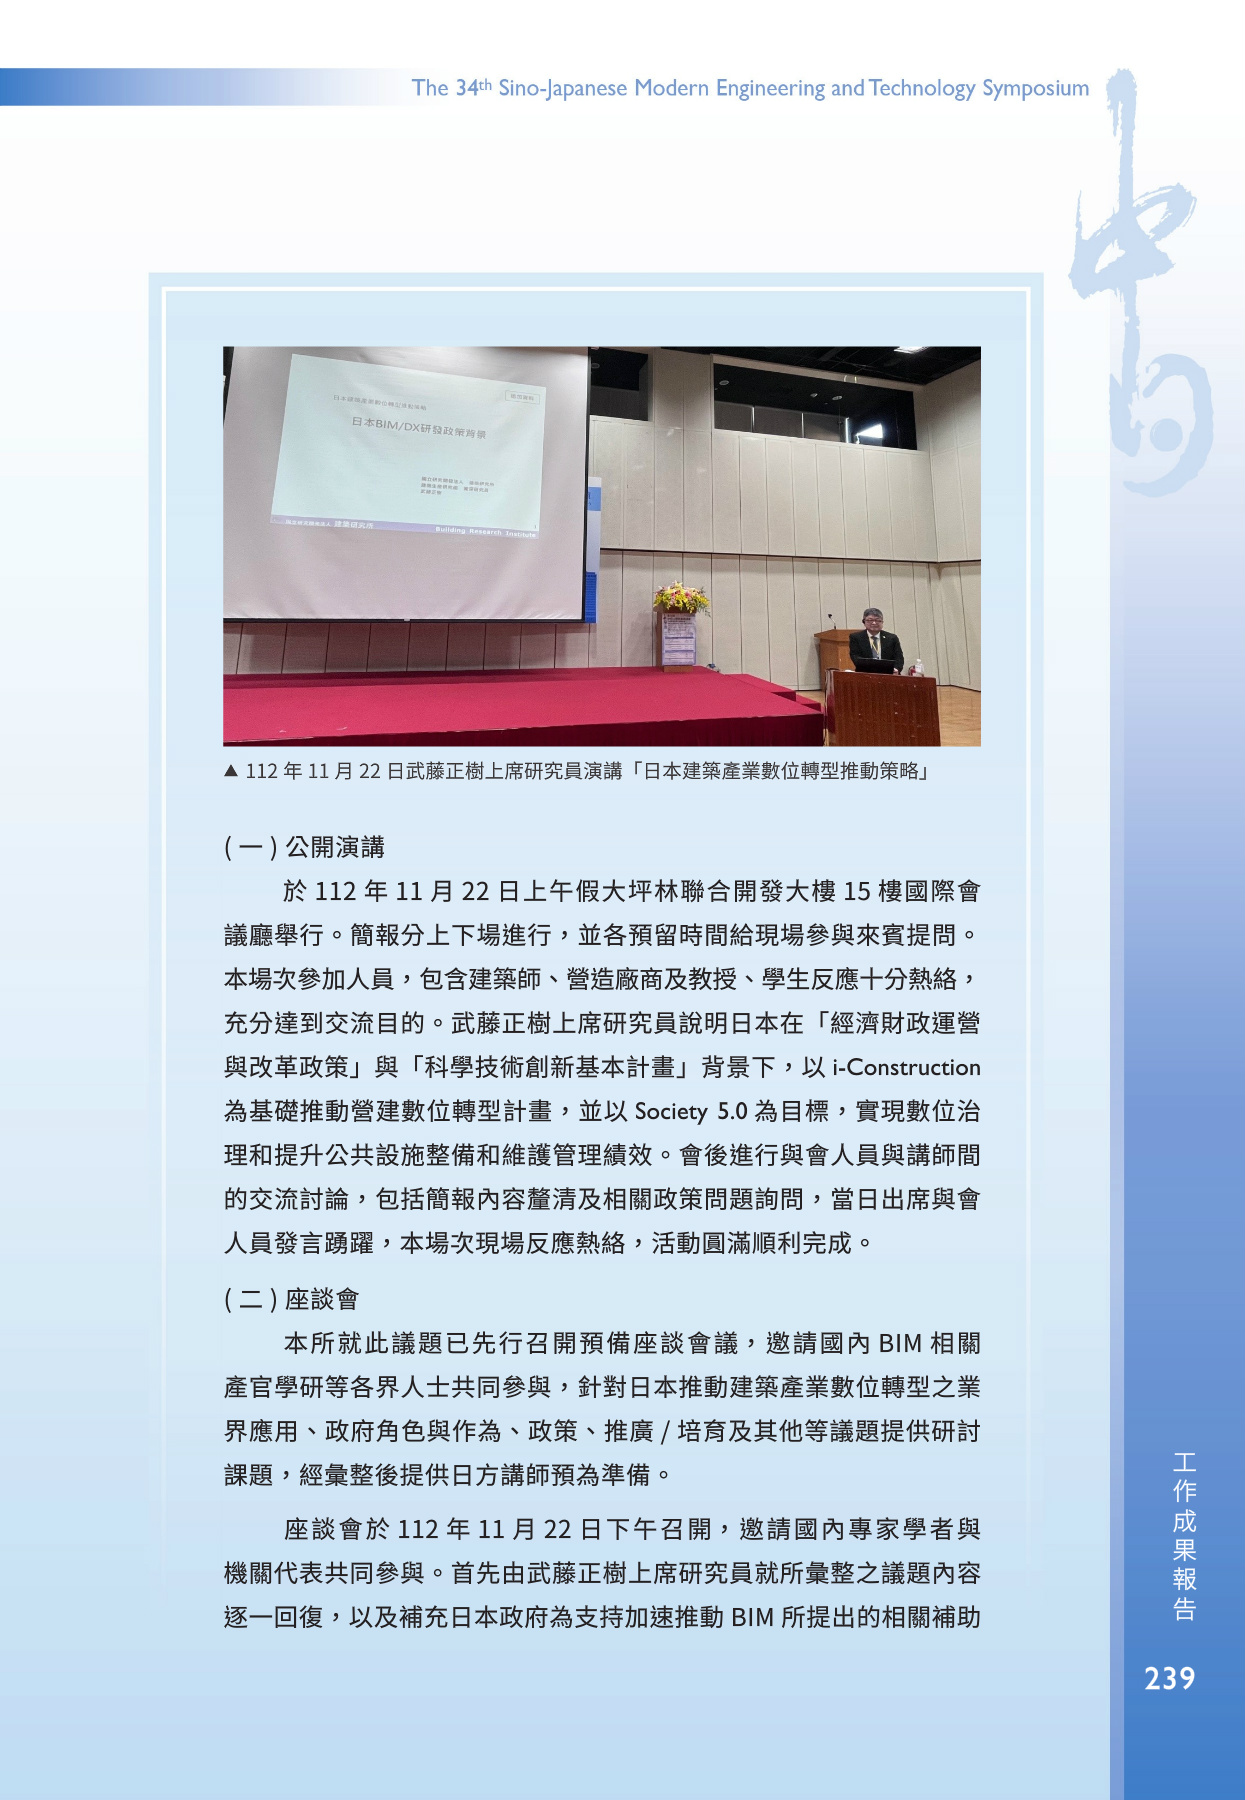 The 34th Sino-Japanese Modern Engineering and Technology Symposium
日本BIM/DX研發政策背景
建築研究所
Building Research Institute
▲ 112 年 11 月 22 日武藤正樹上席研究員演講「日本建築產業數位轉型推動策略」
( 一 ) 公開演講
於 112 年 11 月 22 日上午假大坪林聯合開發大樓 15 樓國際會
議廳舉行。簡報分上下場進行，並各預留時間給現場參與來賓提問。
本場次參加人員，包含建築師、營造廠商及教授、學生反應十分熱絡，
充分達到交流目的。武藤正樹上席研究員說明日本在「經濟財政運營
與改革政策」與「科學技術創新基本計畫」背景下，以 i-Construction
為基礎推動營建數位轉型計畫，並以 Society 5.0 為目標，實現數位治
理和提升公共設施整備和維護管理績效。會後進行與會人員與講師間
的交流討論，包括簡報內容釐清及相關政策問題詢問，當日出席與會
人員發言踴躍，本場次現場反應熱絡，活動圓滿順利完成。
( 二 ) 座談會
本所就此議題已先行召開預備座談會議，邀請國內 BIM 相關
產官學研等各界人士共同參與，針對日本推動建築產業數位轉型之業
界應用、政府角色與作為、政策、推廣 / 培育及其他等議題提供研討
課題，經彙整後提供日方講師預為準備。
座談會於 112 年 11 月 22 日下午召開，邀請國內專家學者與
機關代表共同參與。首先由武藤正樹上席研究員就所彙整之議題內容
逐一回復，以及補充日本政府為支持加速推動 BIM 所提出的相關補助
工作成果報告
239